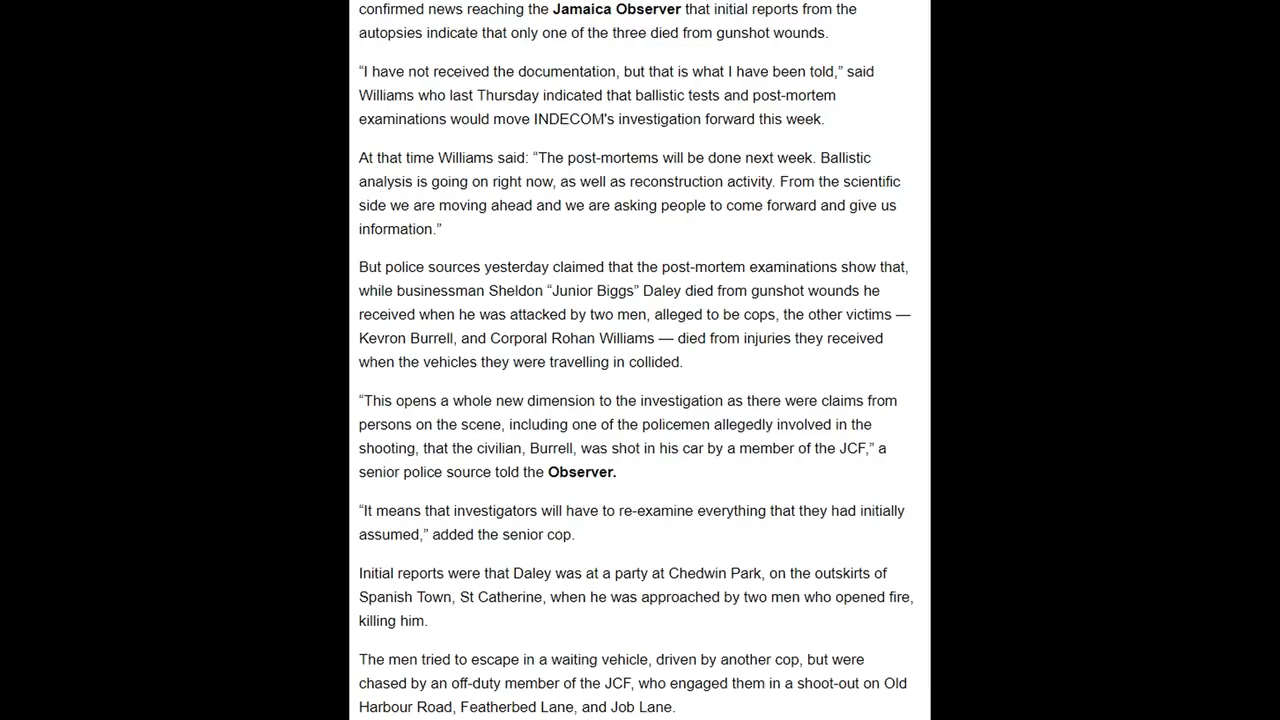 confirmed news reaching the Jamaica Observer that initial reports from the
autopsies indicate that only one of the three died from gunshot wounds.
“I have not received the documentation, but that is what I have been told,” said
Williams who last Thursday indicated that ballistic tests and post-mortem
examinations would move INDECOM's investigation forward this week.
At that time Williams said: “The post-mortems will be done next week. Ballistic
analysis is going on right now, as well as reconstruction activity. From the scientific
side we are moving ahead and we are asking people to come forward and give us
information.”
But police sources yesterday claimed that the post-mortem examinations show that,
while businessman Sheldon “Junior Biggs” Daley died from gunshot wounds he
received when he was attacked by two men, alleged to be cops, the other victims —
Kevron Burrell, and Corporal Rohan Williams — died from injuries they received
when the vehicles they were travelling in collided.
“This opens a whole new dimension to the investigation as there were claims from
persons on the scene, including one of the policemen allegedly involved in the
shooting, that the civilian, Burrell, was shot in his car by a member of the JCF,” a
senior police source told the Observer.
“It means that investigators will have to re-examine everything that they had initially
assumed,” added the senior cop.
Initial reports were that Daley was at a party at Chedwin Park, on the outskirts of
Spanish Town, St Catherine, when he was approached by two men who opened fire,
killing him.
The men tried to escape in a waiting vehicle, driven by another cop, but were
chased by an off-duty member of the JCF, who engaged them in a shoot-out on Old
Harbour Road, Featherbed Lane, and Job Lane.